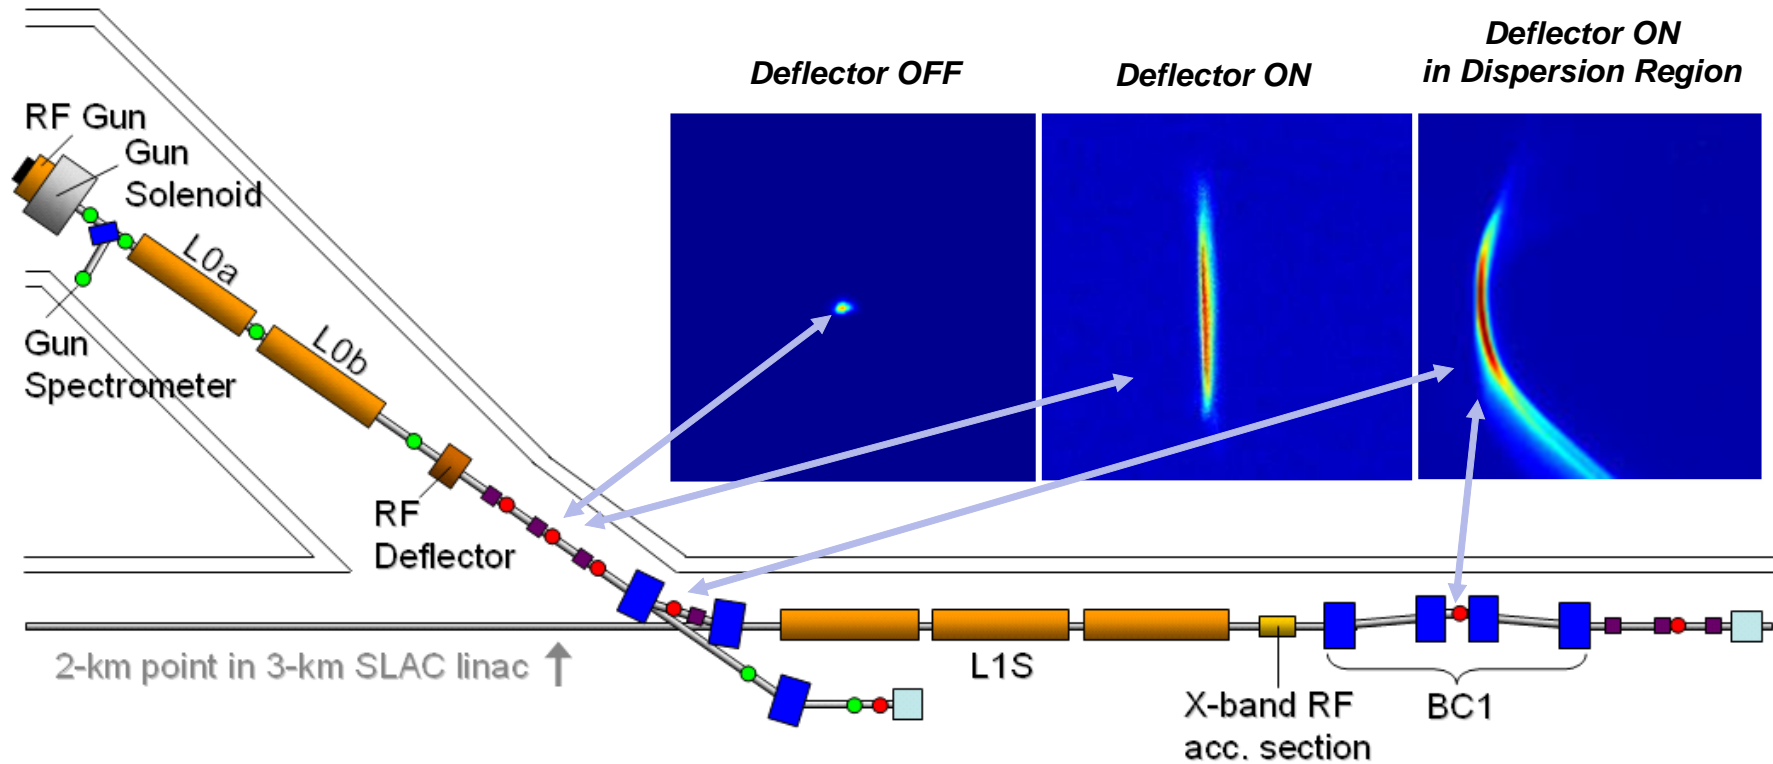 Deflector OFF
Deflector ON
Deflector ON
in Dispersion Region
RF Gun
Gun
Solenoid
L0a
L0b
Gun
Spectrometer
RF
Deflector
2-km point in 3-km SLAC linac
L1S
X-band RF
acc. section
BC1